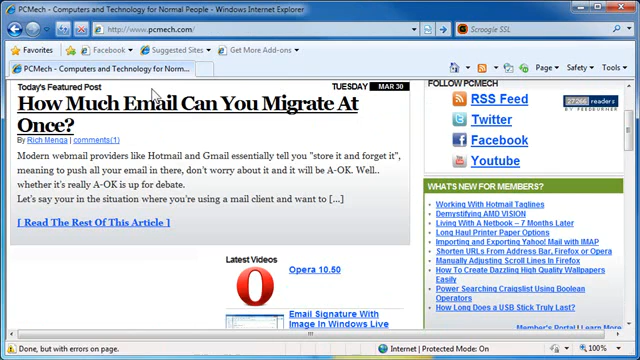 PCMech - Computers and Technology for Normal People - Windows Internet Explorer
http://www.pcmech.com/
Scroogle SSL
Favorites
Facebook
Suggested Sites
Get More Add-ons
PCMech - Computers and Technology for Norm...
Page
Safety
Tools
Today's Featured Post
TUESDAY MAR 30
How Much Email Can You Migrate At
Once?
By Rich Menga | comments(1)
Modern webmail providers like Hotmail and Gmail essentially tell you "store it and forget it",
meaning to push all your email in there, don't worry about it and it will be A-OK. Well..
whether it's really A-OK is up for debate.
Let's say your in the situation where you're using a mail client and want to [...]
[ Read The Rest Of This Article ]
Latest Videos
Opera 10.50
Email Signature With
Image In Windows Live
FOLLOW PCMECH
RSS Feed
27266 readers
BY FEEDBURNER
Twitter
Facebook
Youtube
WHAT'S NEW FOR MEMBERS?
Working With Hotmail Taglines
Demystifying AMD VISION
Living With A Netbook – 7 Months Later
Long Haul Printer Paper Options
Importing and Exporting Yahoo! Mail with IMAP
Shorten URLs From Address Bar, Firefox or Opera
Manually Adjusting Scroll Lines In Firefox
How To Create Dazzling High Quality Wallpapers
Easily
Power Searching Craigslist Using Boolean
Operators
How Long Does a USB Stick Truly Last?
Member's Portal | Learn More
Done, but with errors on page.
Internet | Protected Mode: On
100%